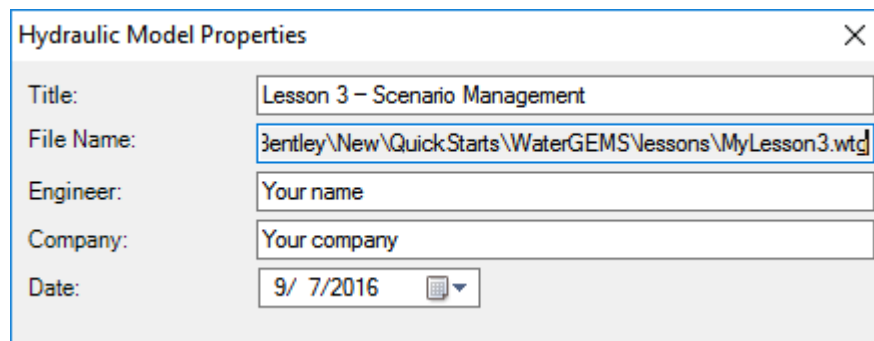 Hydraulic Model Properties
Title: Lesson 3 – Scenario Management
File Name: Bentley\New\QuickStarts\WaterGEMS\lessons\MyLesson3.wtg
Engineer: Your name
Company: Your company
Date: 9/ 7/2016